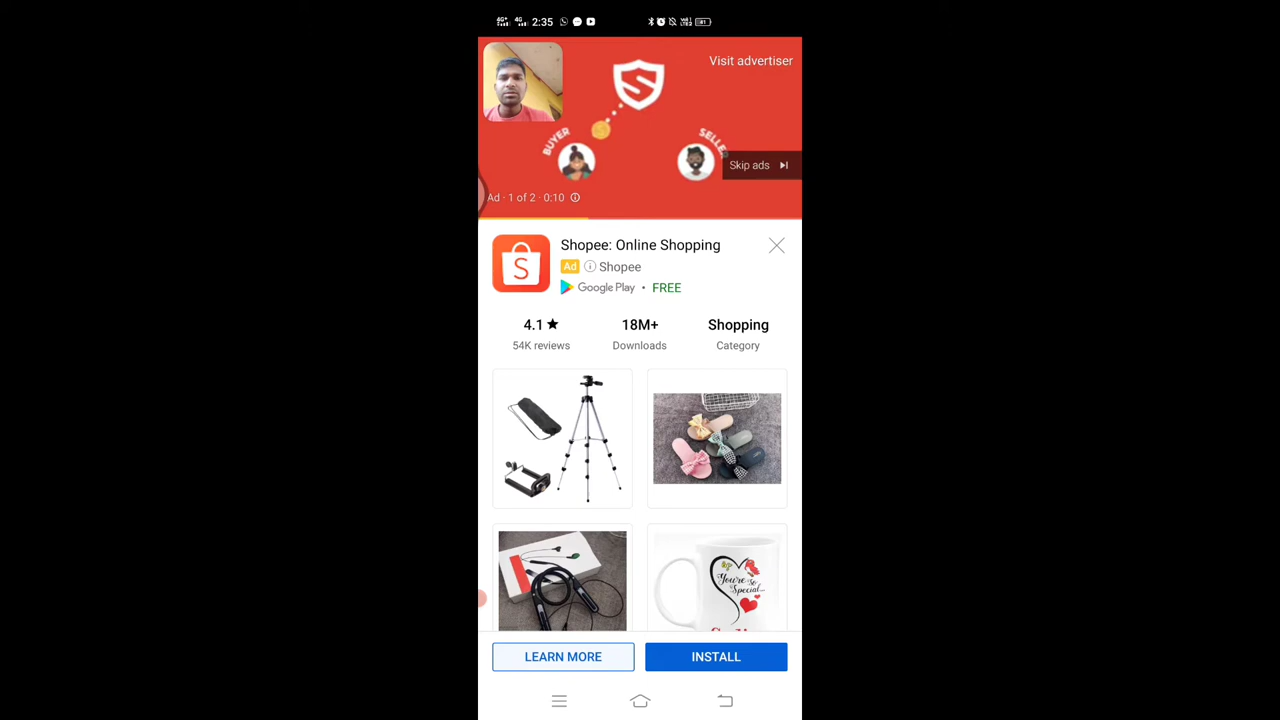 2:35
Visit advertiser
BUYER
SELLER
Skip ads
Ad · 1 of 2 · 0:10
Shopee: Online Shopping
Ad Shopee
Google Play • FREE
4.1 ★ 18M+ Shopping
54K reviews Downloads Category
You're so
Special
LEARN MORE INSTALL